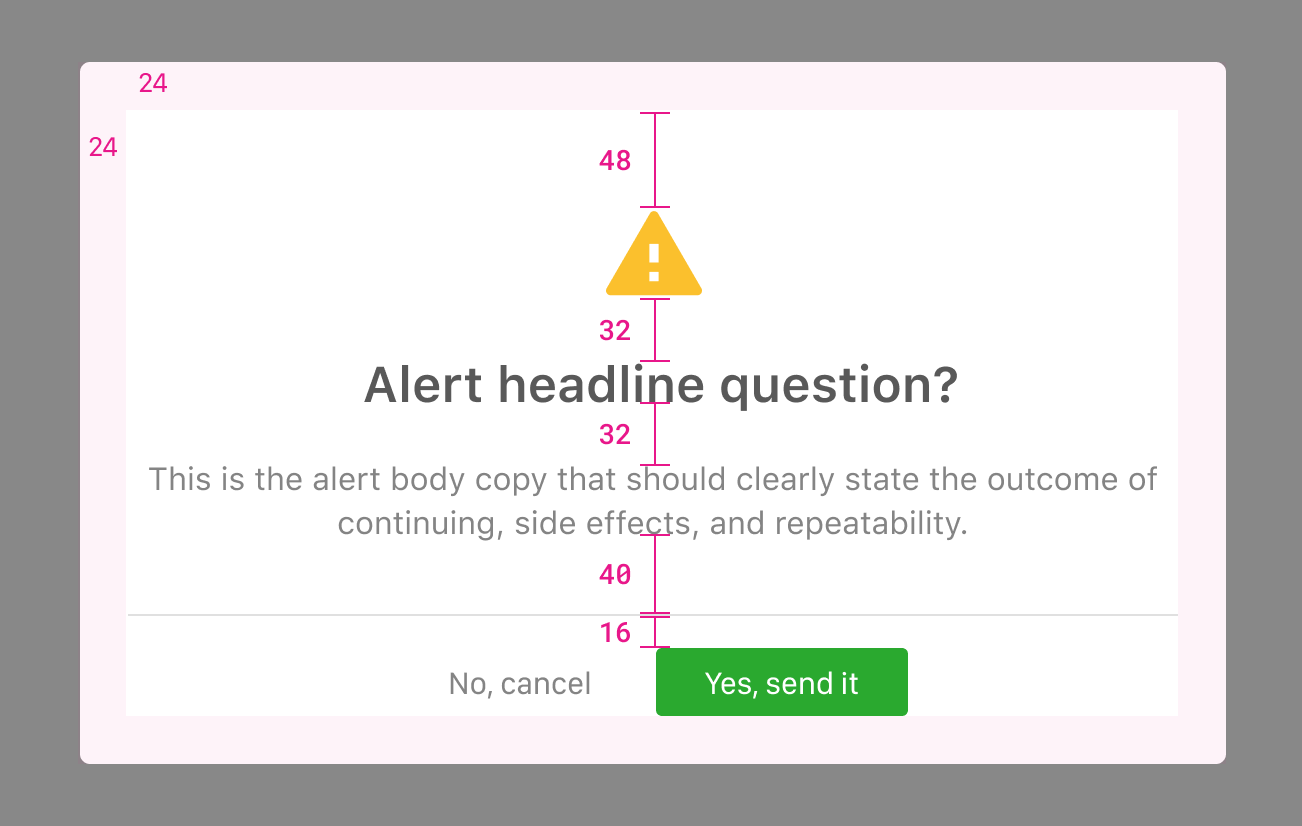 24
24
48
32
Alert headline question?
32
This is the alert body copy that should clearly state the outcome of
continuing, side effects, and repeatability.
40
16
No, cancel
Yes, send it